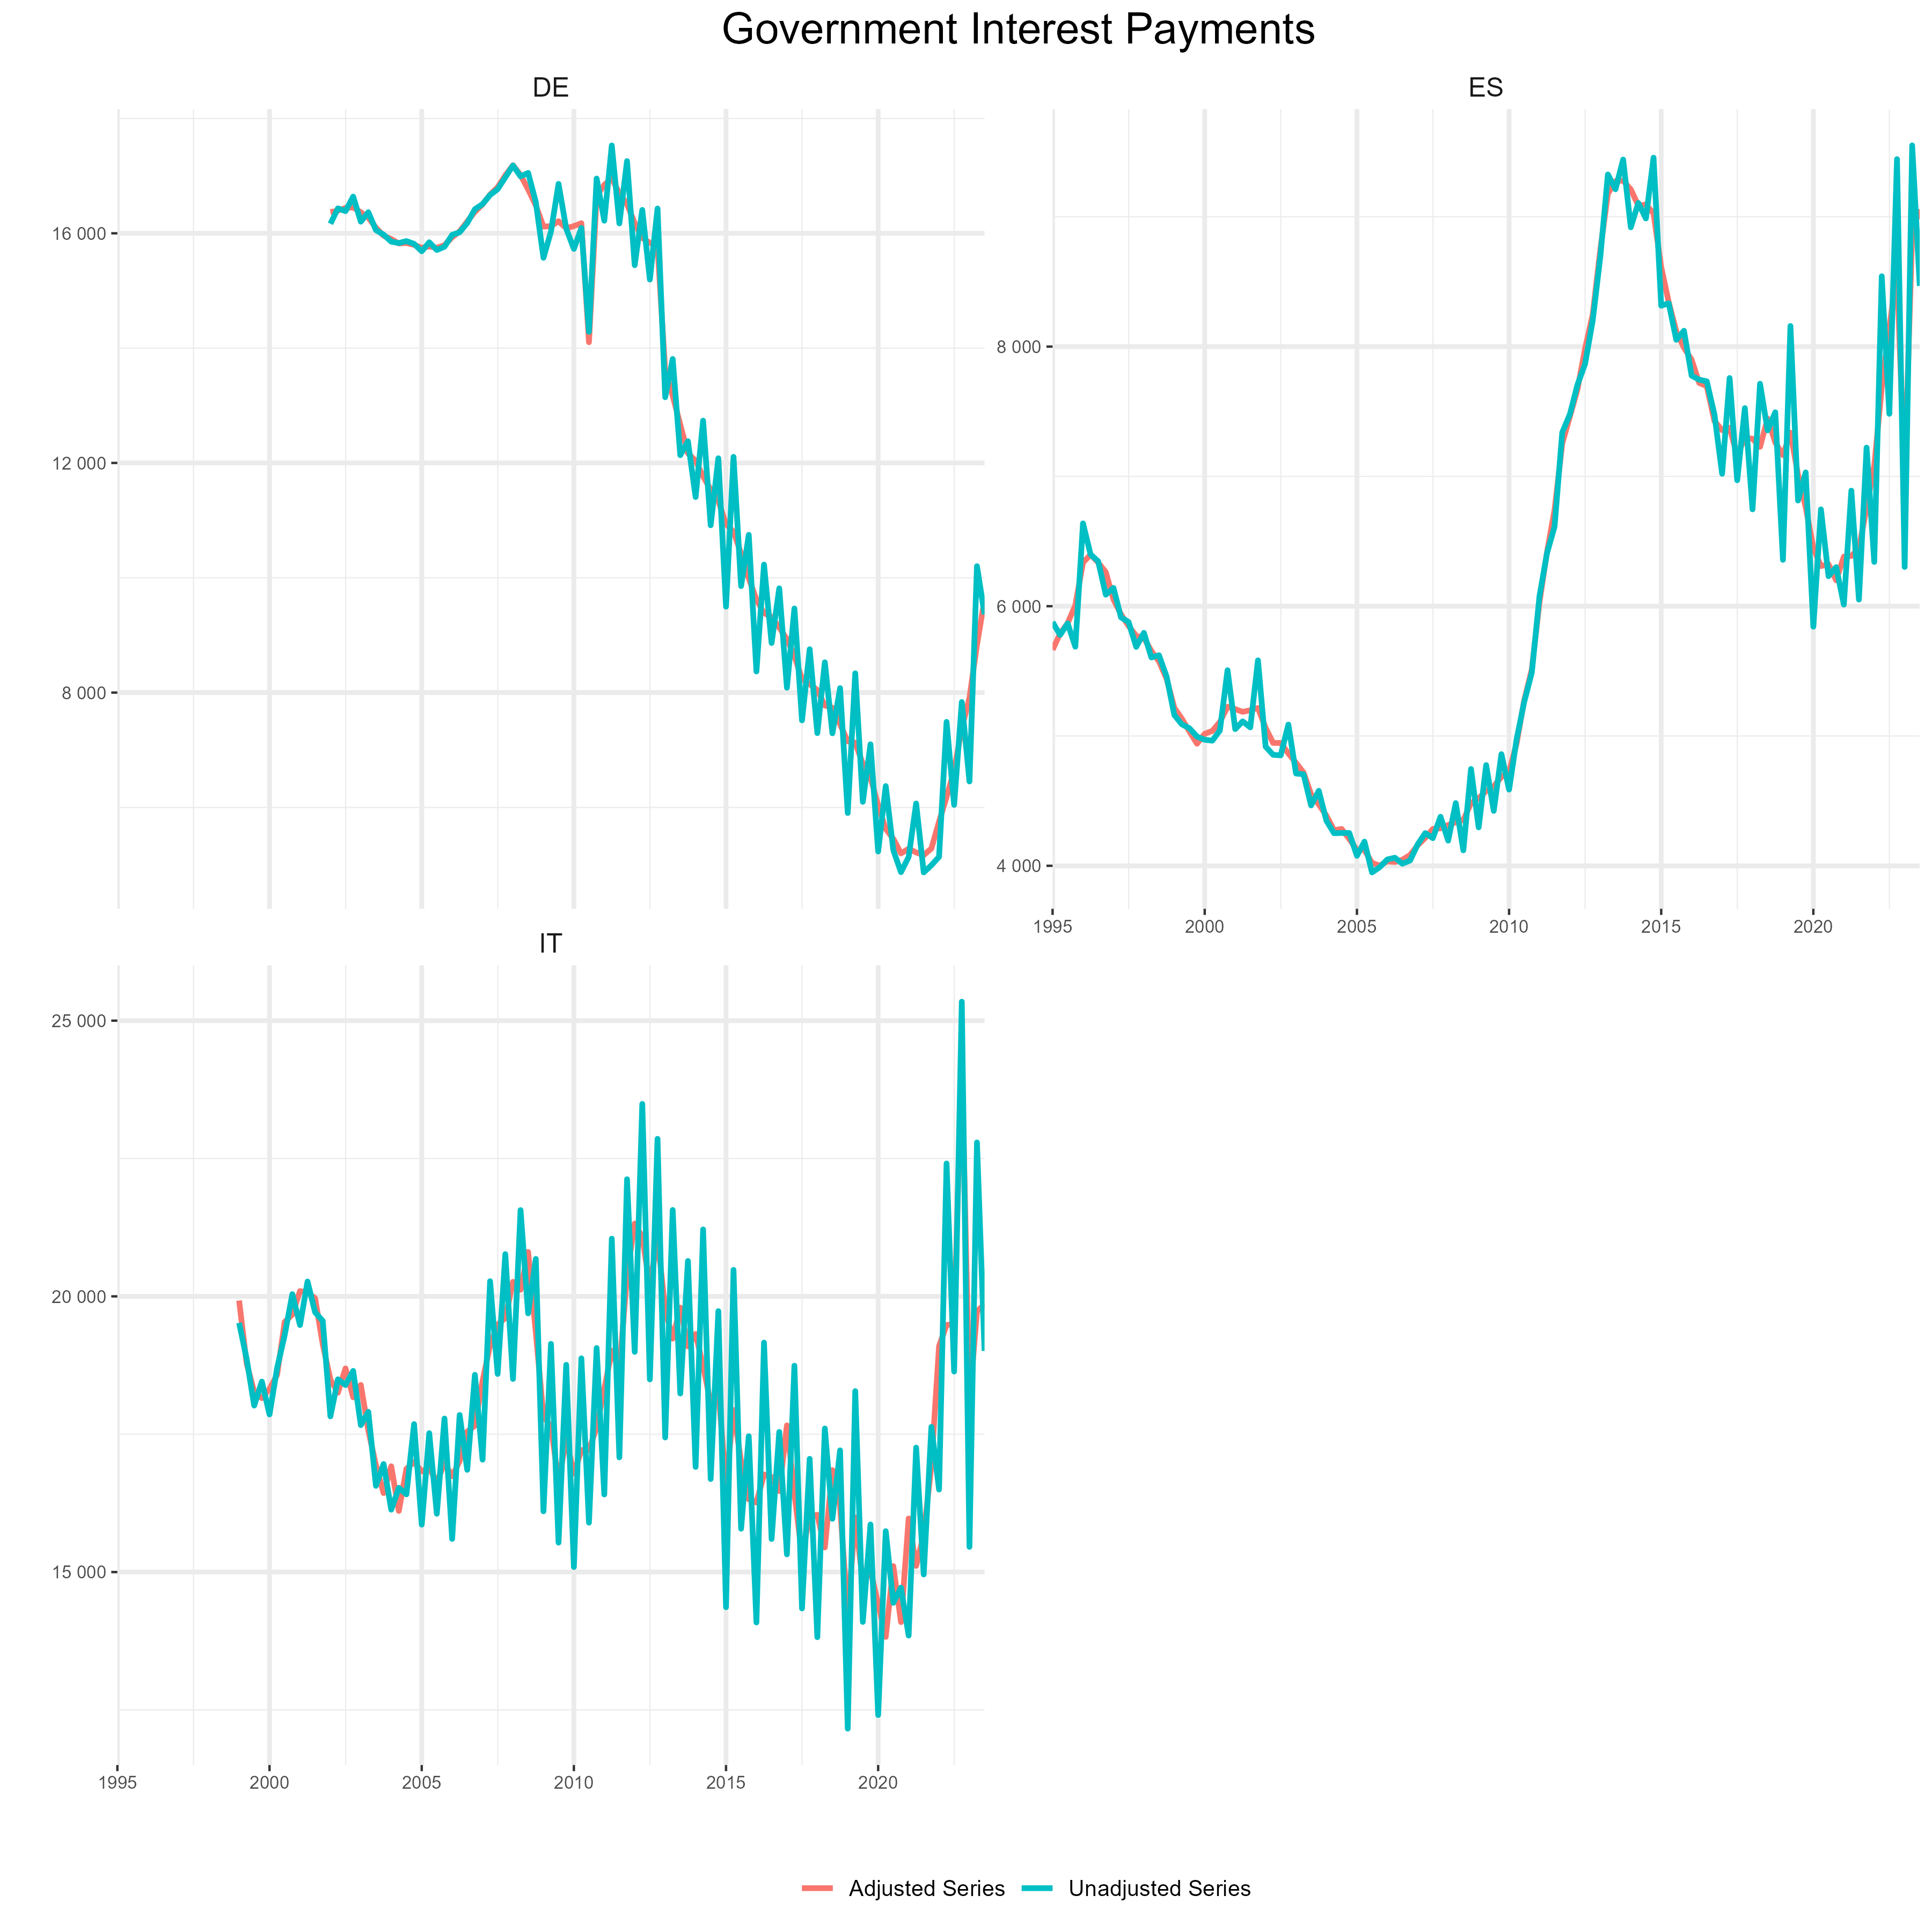 Government Interest Payments
DE
16 000
12 000
8 000
ES
8 000
6 000
4 000
1995 2000 2005 2010 2015 2020
IT
25 000
20 000
15 000
1995 2000 2005 2010 2015 2020
Adjusted Series Unadjusted Series